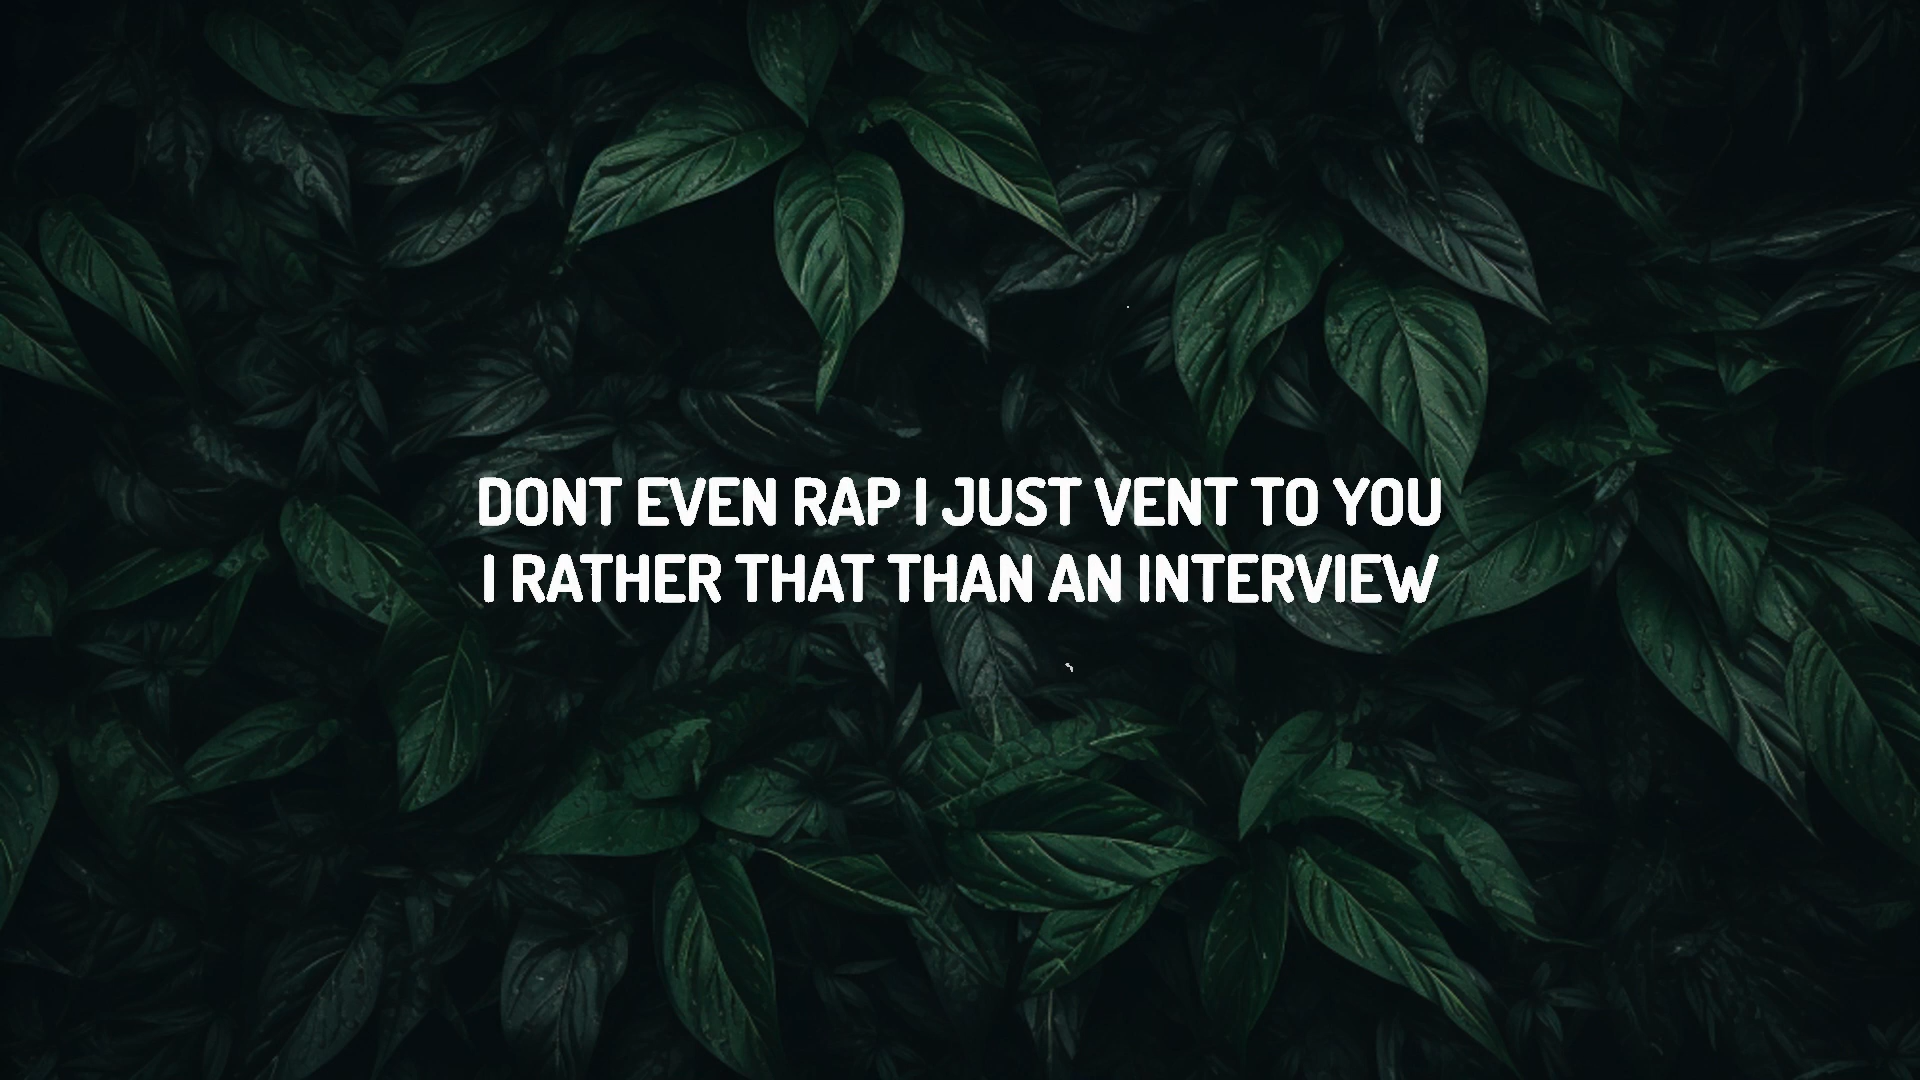 DONT EVEN RAP I JUST VENT TO YOU
I RATHER THAT THAN AN INTERVIEW